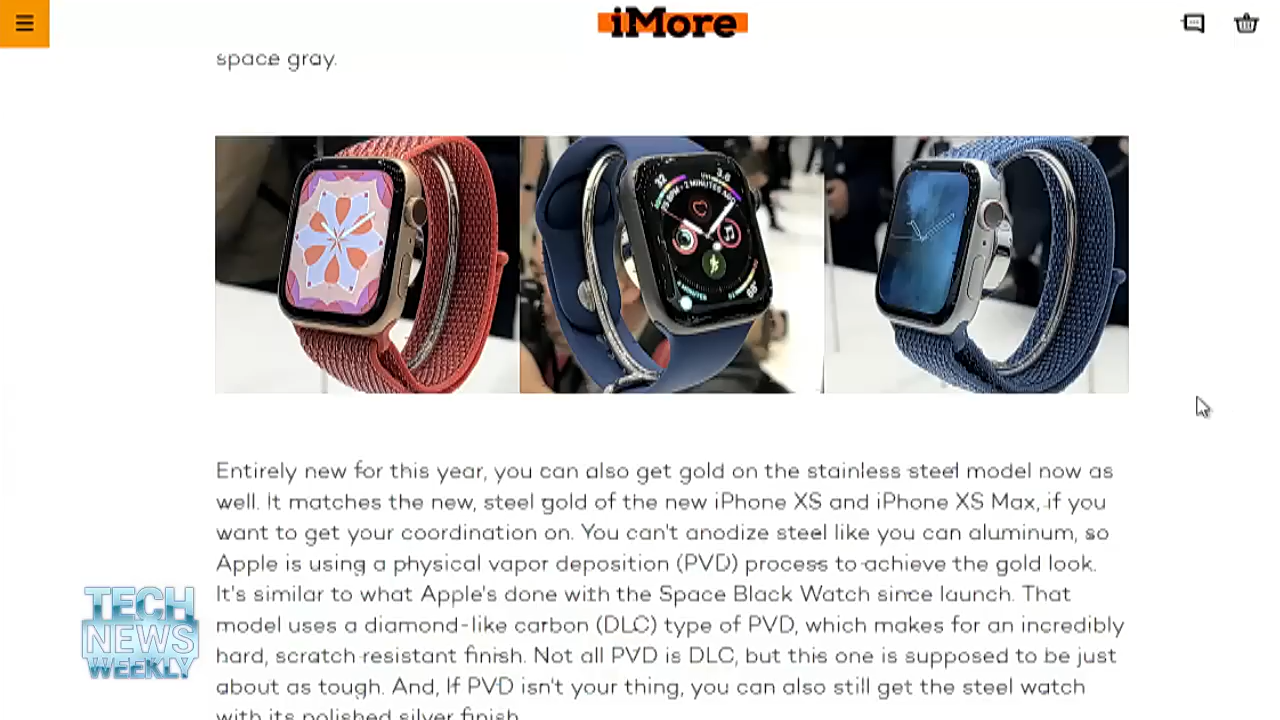 iMore
space gray.
Entirely new for this year, you can also get gold on the stainless steel model now as
well. It matches the new, steel gold of the new iPhone XS and iPhone XS Max, if you
want to get your coordination on. You can't anodize steel like you can aluminum, so
Apple is using a physical vapor deposition (PVD) process to achieve the gold look.
It's similar to what Apple's done with the Space Black Watch since launch. That
model uses a diamond-like carbon (DLC) type of PVD, which makes for an incredibly
hard, scratch resistant finish. Not all PVD is DLC, but this one is supposed to be just
about as tough. And, If PVD isn't your thing, you can also still get the steel watch
with its polished silver finish.
TECH
NEWS
WEEKLY